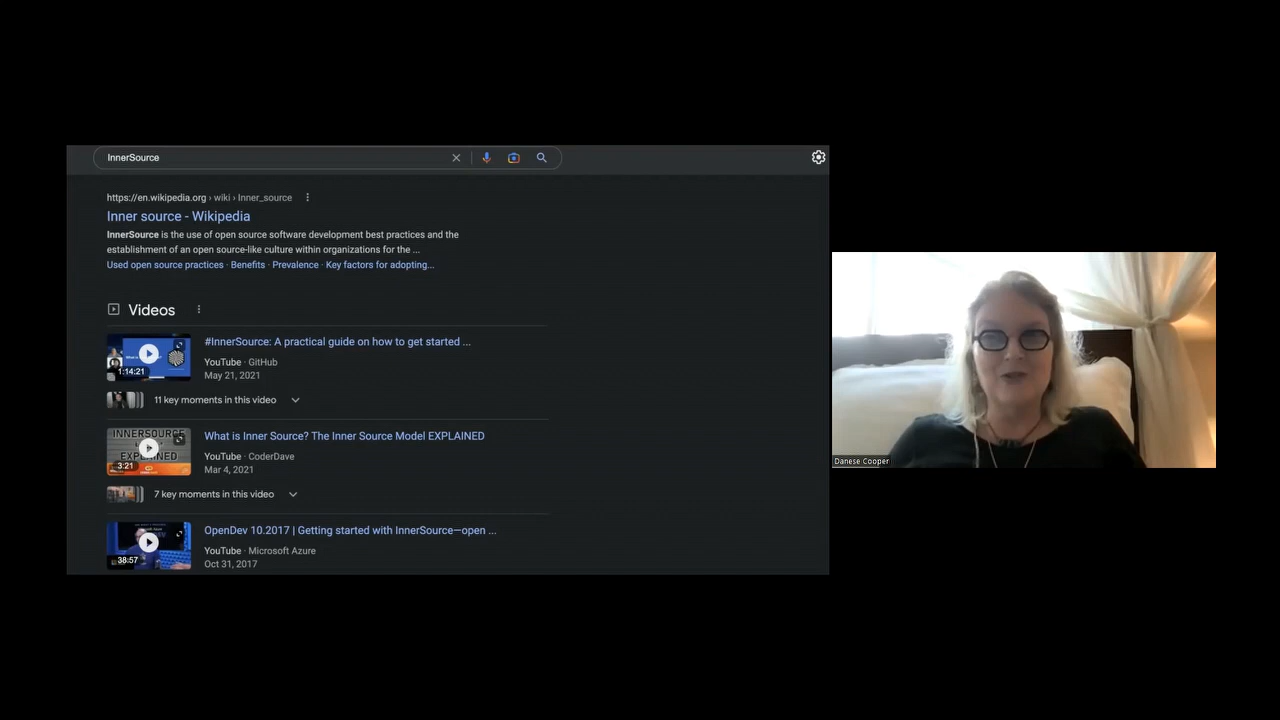 InnerSource
https://en.wikipedia.org › wiki › Inner_source
Inner source - Wikipedia
InnerSource is the use of open source software development best practices and the
establishment of an open source-like culture within organizations for the ...
Used open source practices · Benefits · Prevalence · Key factors for adopting...
Videos
#InnerSource: A practical guide on how to get started ...
YouTube · GitHub
May 21, 2021
1:14:21
11 key moments in this video
What is Inner Source? The Inner Source Model EXPLAINED
INNERSOURCE
EXPLAINED
YouTube · CoderDave
Mar 4, 2021
3:21
7 key moments in this video
OpenDev 10.2017 | Getting started with InnerSource—open ...
YouTube · Microsoft Azure
Oct 31, 2017
38:57
Danese Cooper